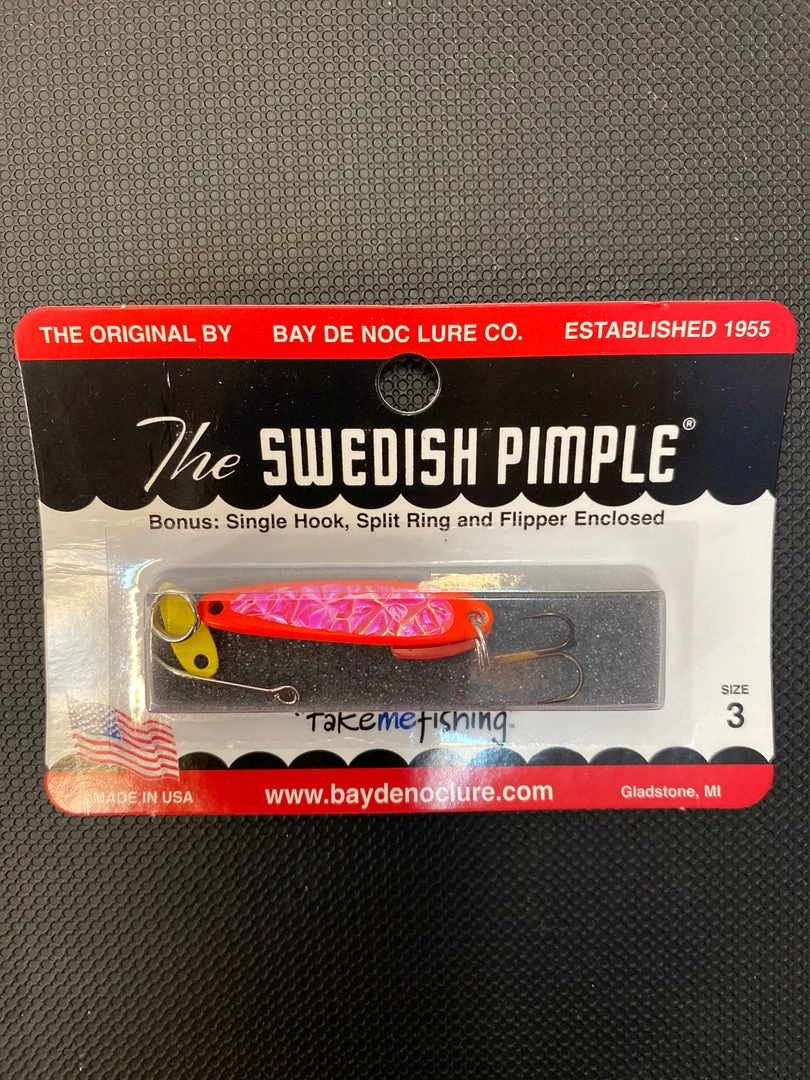 THE ORIGINAL BY BAY DE NOC LURE CO. ESTABLISHED 1955
The SWEDISH PIMPLE®
Bonus: Single Hook, Split Ring and Flipper Enclosed
takemefishing™
SIZE
3
MADE IN USA www.baydenoclure.com Gladstone, MI